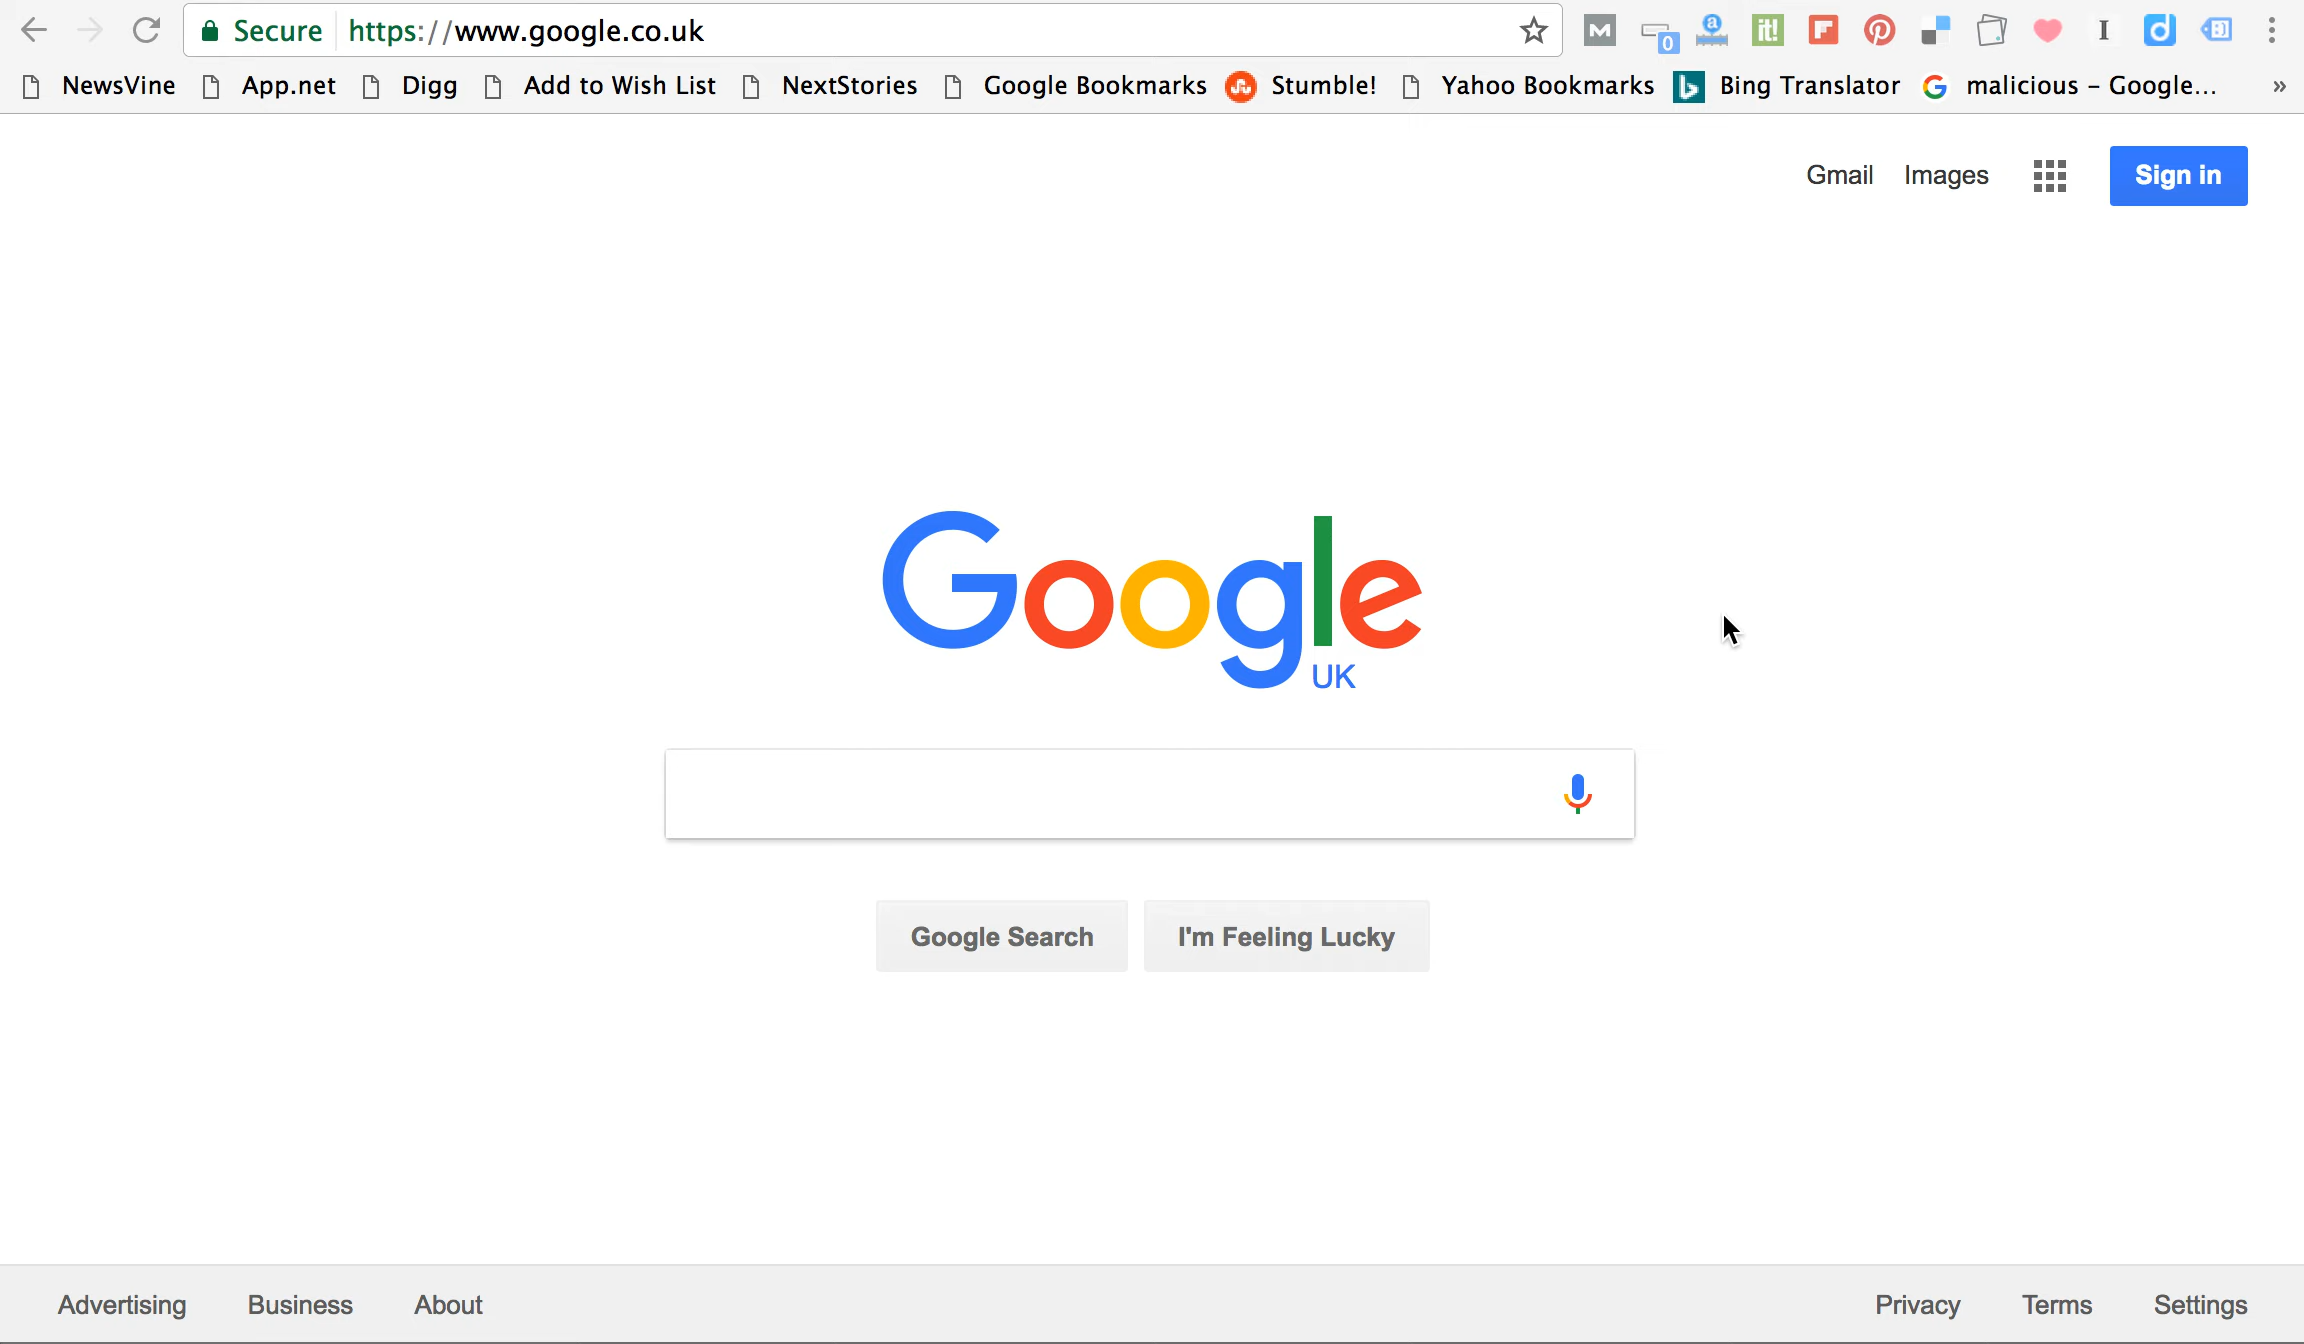 Secure https://www.google.co.uk
M 0 a it! F I d
NewsVine App.net Digg Add to Wish List NextStories Google Bookmarks Stumble! Yahoo Bookmarks Bing Translator malicious – Google... »
Gmail Images Sign in
Google
UK
Google Search I'm Feeling Lucky
Advertising Business About Privacy Terms Settings